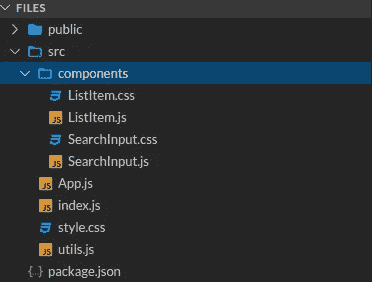 FILES
public
src
components
ListItem.css
JS ListItem.js
SearchInput.css
JS SearchInput.js
JS App.js
JS index.js
style.css
JS utils.js
{..} package.json